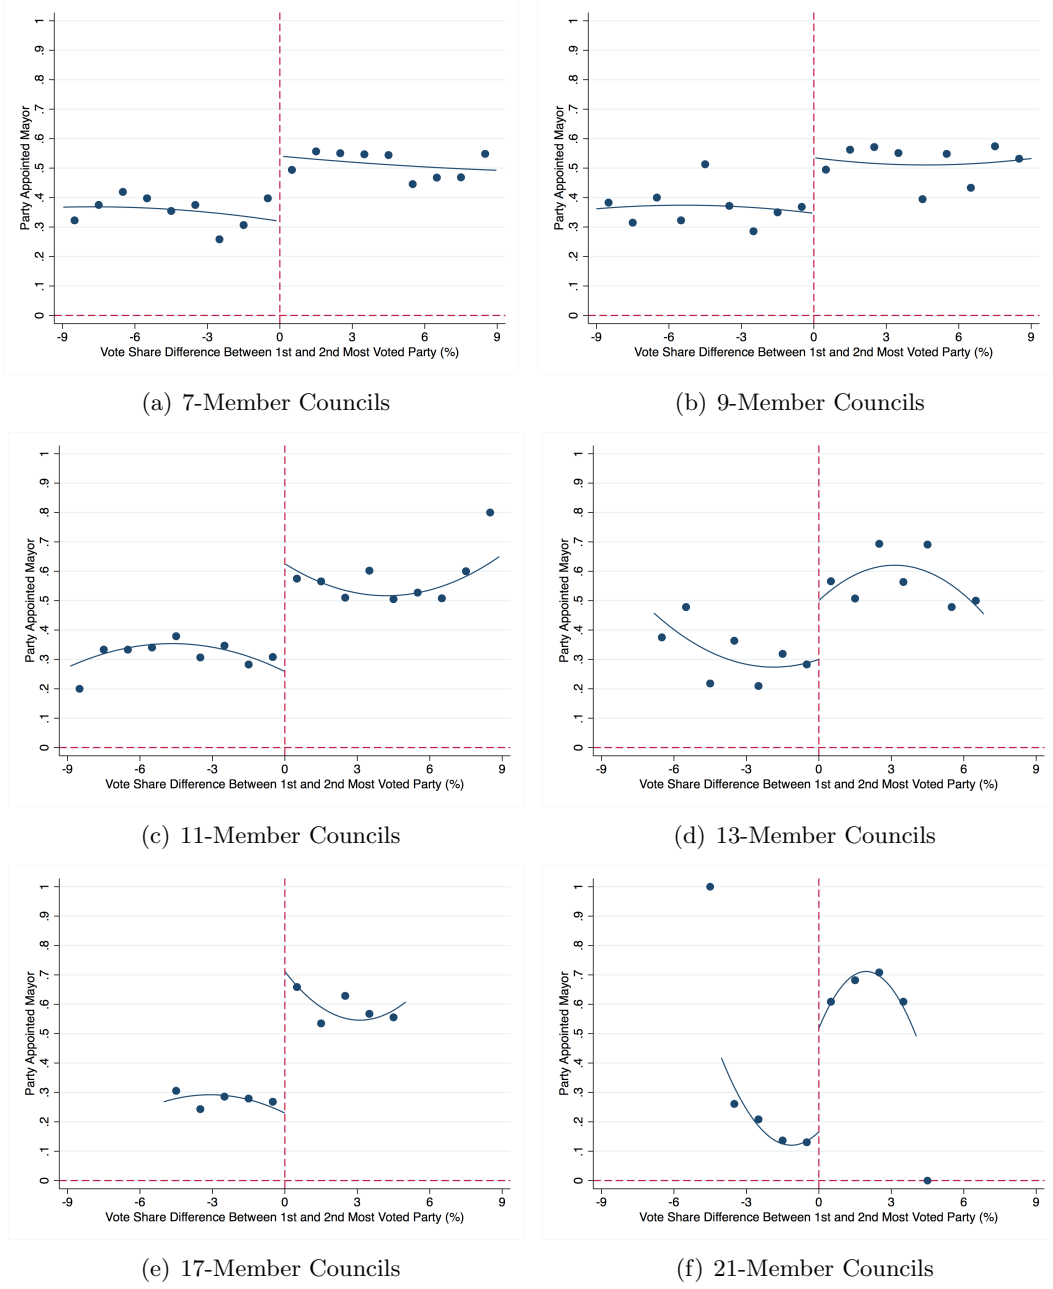 Party Appointed Mayor
0 .1 .2 .3 .4 .5 .6 .7 .8 .9 1
-9 -6 -3 0 3 6 9
Vote Share Difference Between 1st and 2nd Most Voted Party (%)
(a) 7-Member Councils
Party Appointed Mayor
0 .1 .2 .3 .4 .5 .6 .7 .8 .9 1
-9 -6 -3 0 3 6 9
Vote Share Difference Between 1st and 2nd Most Voted Party (%)
(b) 9-Member Councils
Party Appointed Mayor
0 .1 .2 .3 .4 .5 .6 .7 .8 .9 1
-9 -6 -3 0 3 6 9
Vote Share Difference Between 1st and 2nd Most Voted Party (%)
(c) 11-Member Councils
Party Appointed Mayor
0 .1 .2 .3 .4 .5 .6 .7 .8 .9 1
-9 -6 -3 0 3 6 9
Vote Share Difference Between 1st and 2nd Most Voted Party (%)
(d) 13-Member Councils
Party Appointed Mayor
0 .1 .2 .3 .4 .5 .6 .7 .8 .9 1
-9 -6 -3 0 3 6 9
Vote Share Difference Between 1st and 2nd Most Voted Party (%)
(e) 17-Member Councils
Party Appointed Mayor
0 .1 .2 .3 .4 .5 .6 .7 .8 .9 1
-9 -6 -3 0 3 6 9
Vote Share Difference Between 1st and 2nd Most Voted Party (%)
(f) 21-Member Councils